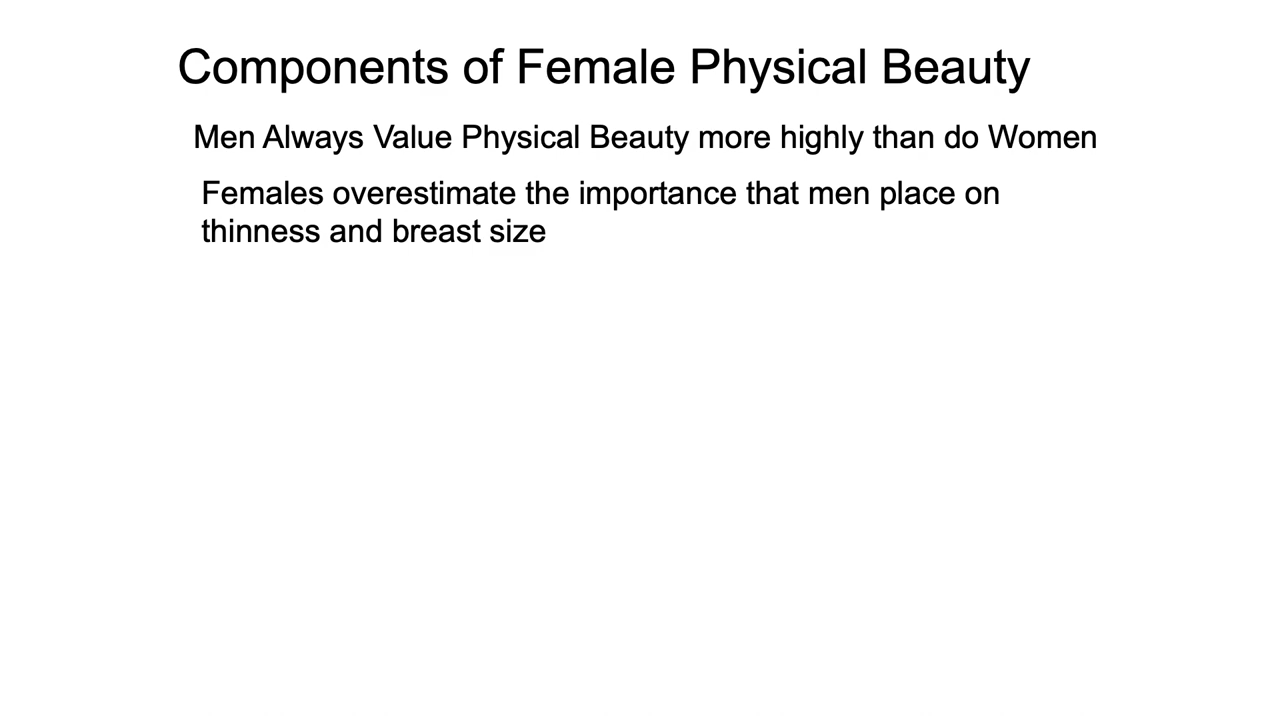 Components of Female Physical Beauty
Men Always Value Physical Beauty more highly than do Women
Females overestimate the importance that men place on
thinness and breast size